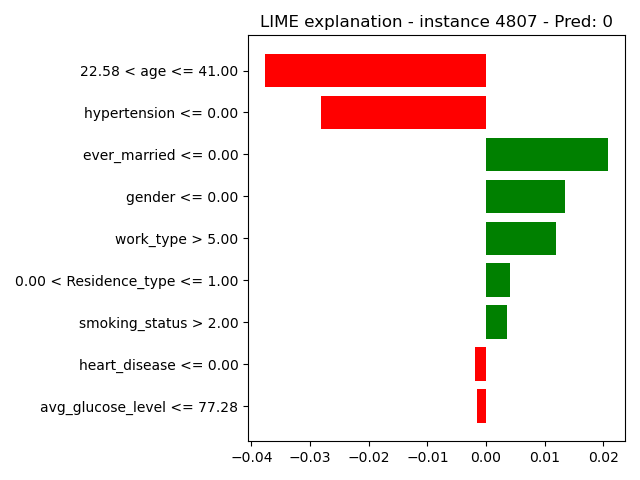 LIME explanation - instance 4807 - Pred: 0
22.58 < age <= 41.00
hypertension <= 0.00
ever_married <= 0.00
gender <= 0.00
work_type > 5.00
0.00 < Residence_type <= 1.00
smoking_status > 2.00
heart_disease <= 0.00
avg_glucose_level <= 77.28
−0.04 −0.03 −0.02 −0.01 0.00 0.01 0.02